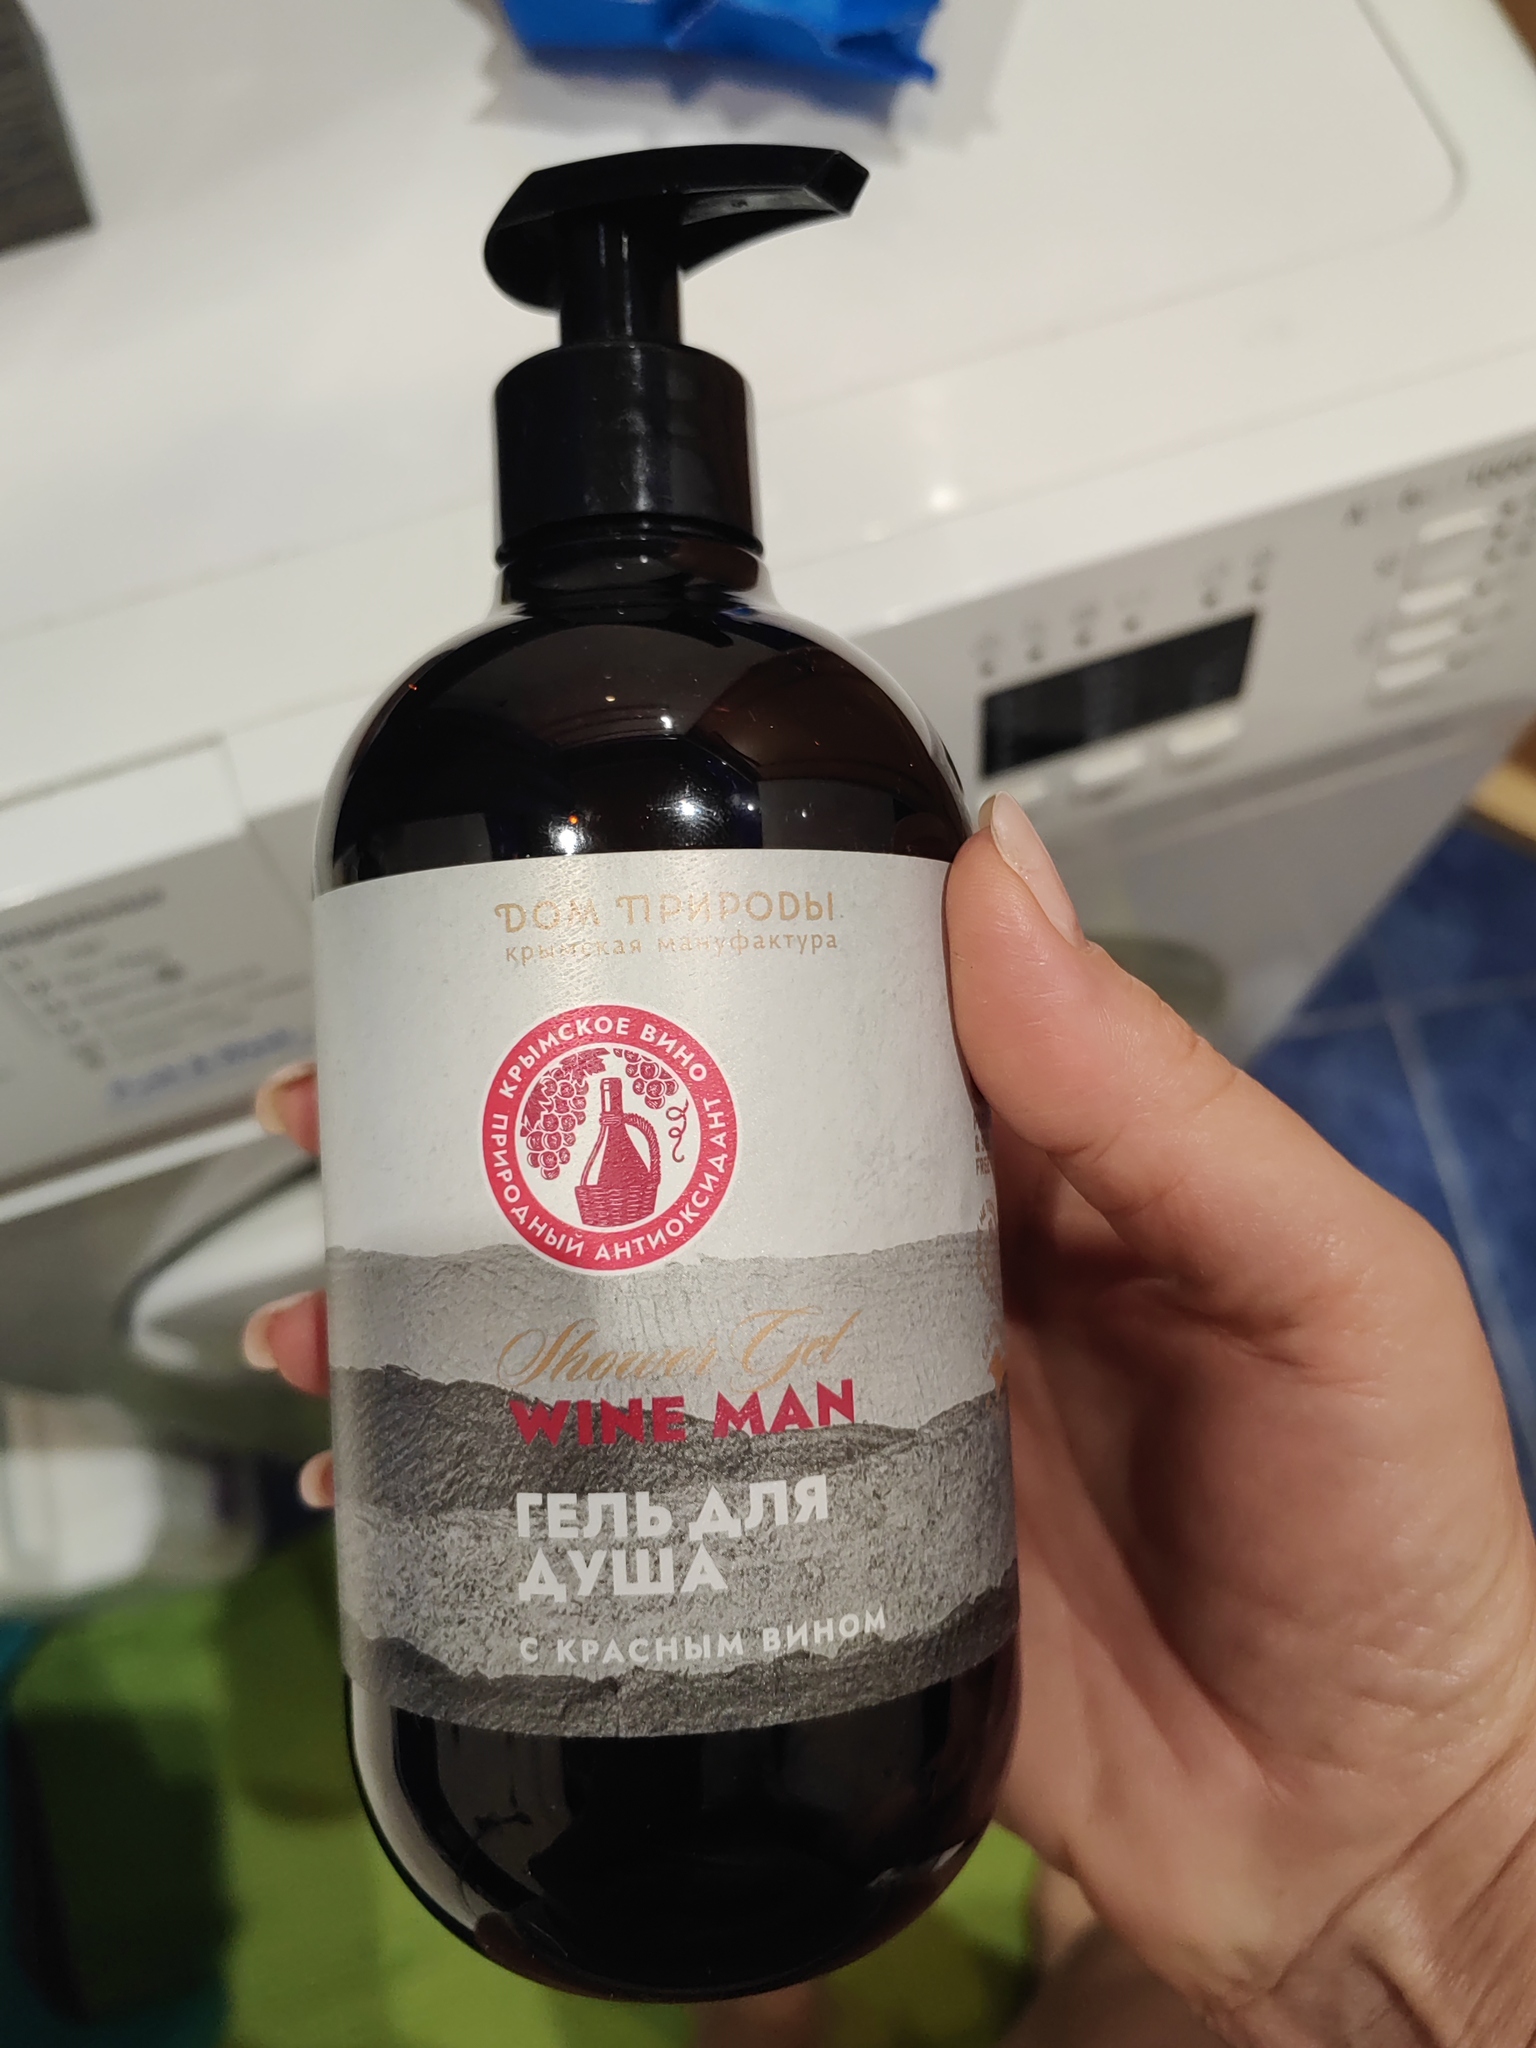 ДОМ ПРИРОДЫ
крымская мануфактура
КРЫМСКОЕ ВИНО
ПРИРОДНЫЙ АНТИОКСИДАНТ
Shower Gel
WINE MAN
ГЕЛЬ ДЛЯ
ДУША
С КРАСНЫМ ВИНОМ